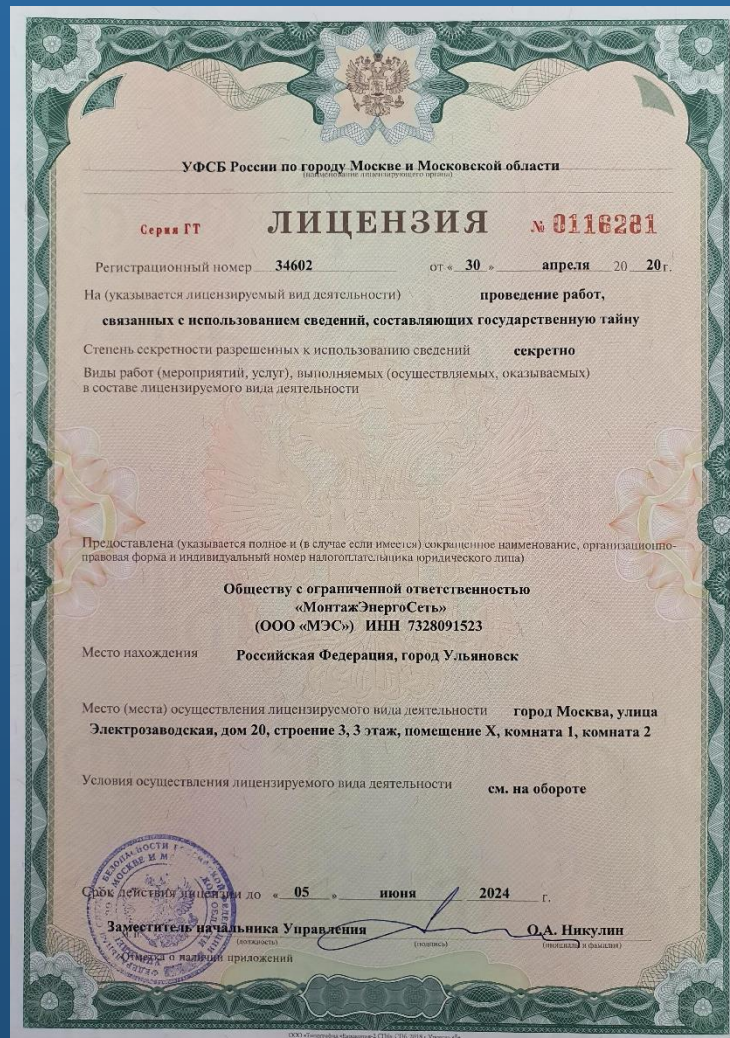 УФСБ России по городу Москве и Московской области
(наименование лицензирующего органа)
Серия ГТ ЛИЦЕНЗИЯ № 0116281
Регистрационный номер 34602 от « 30 » апреля 20 20 г.
На (указывается лицензируемый вид деятельности) проведение работ,
связанных с использованием сведений, составляющих государственную тайну
Степень секретности разрешенных к использованию сведений секретно
Виды работ (мероприятий, услуг), выполняемых (осуществляемых, оказываемых)
в составе лицензируемого вида деятельности
Предоставлена (указывается полное и (в случае если имеется) сокращенное наименование, организационно-
правовая форма и индивидуальный номер налогоплательщика юридического лица)
Обществу с ограниченной ответственностью
«МонтажЭнергоСеть»
(ООО «МЭС») ИНН 7328091523
Место нахождения Российская Федерация, город Ульяновск
Место (места) осуществления лицензируемого вида деятельности город Москва, улица
Электрозаводская, дом 20, строение 3, 3 этаж, помещение X, комната 1, комната 2
Условия осуществления лицензируемого вида деятельности см. на обороте
Срок действия лицензии до « 05 » июня 2024 г.
Заместитель начальника Управления О.А. Никулин
(должность) (подпись) (инициалы и фамилия)
Отметка о наличии приложений